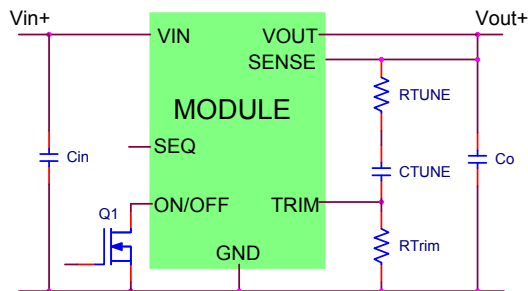 Vin+
Vout+
VIN
VOUT
SENSE
RTUNE
MODULE
SEQ
Cin
CTUNE
Co
ON/OFF
TRIM
Q1
RTrim
GND